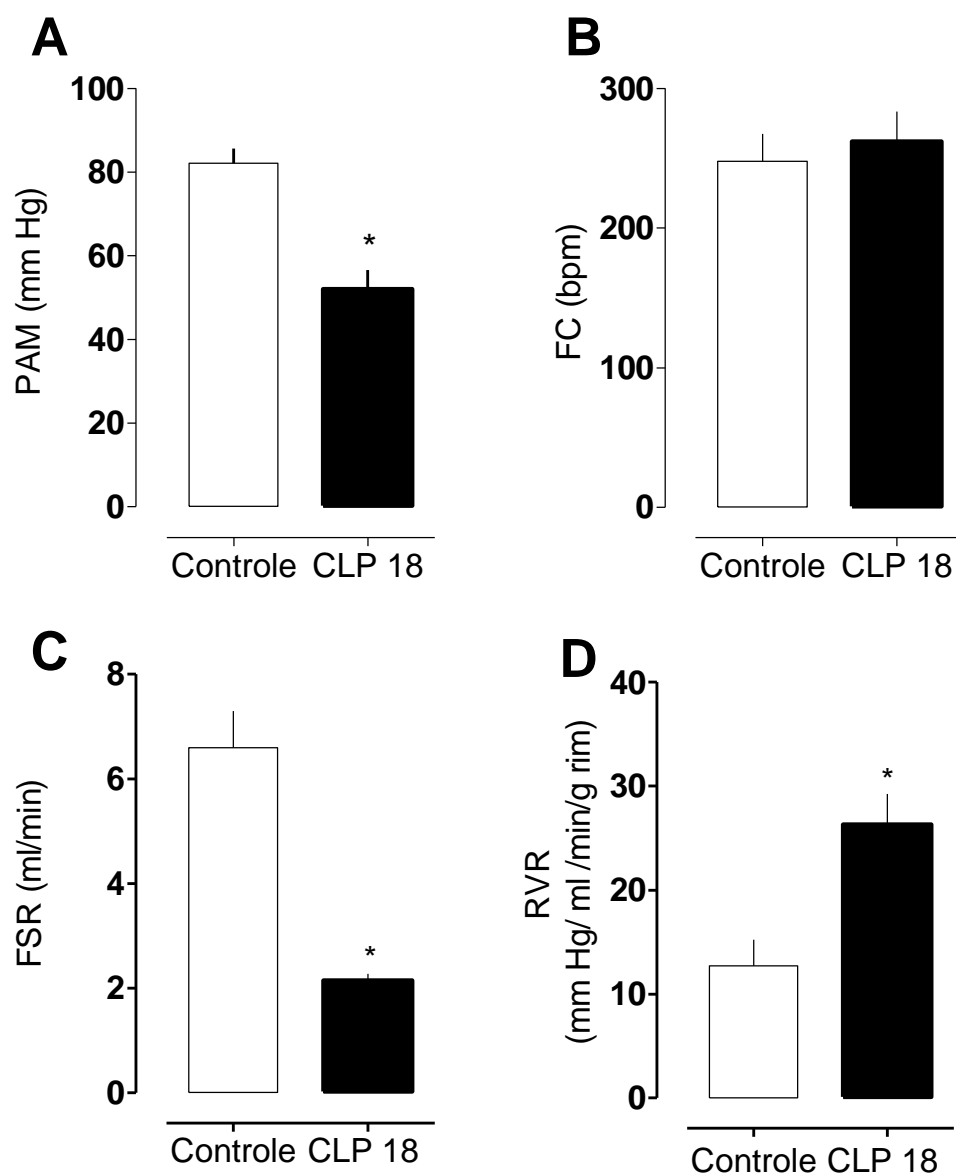 A
PAM (mm Hg)
100
80
60
40
20
0
*
Controle CLP 18
B
FC (bpm)
300
200
100
0
Controle CLP 18
C
FSR (ml/min)
8
6
4
2
0
*
Controle CLP 18
D
RVR
(mm Hg/ ml /min/g rim)
40
30
20
10
0
*
Controle CLP 18